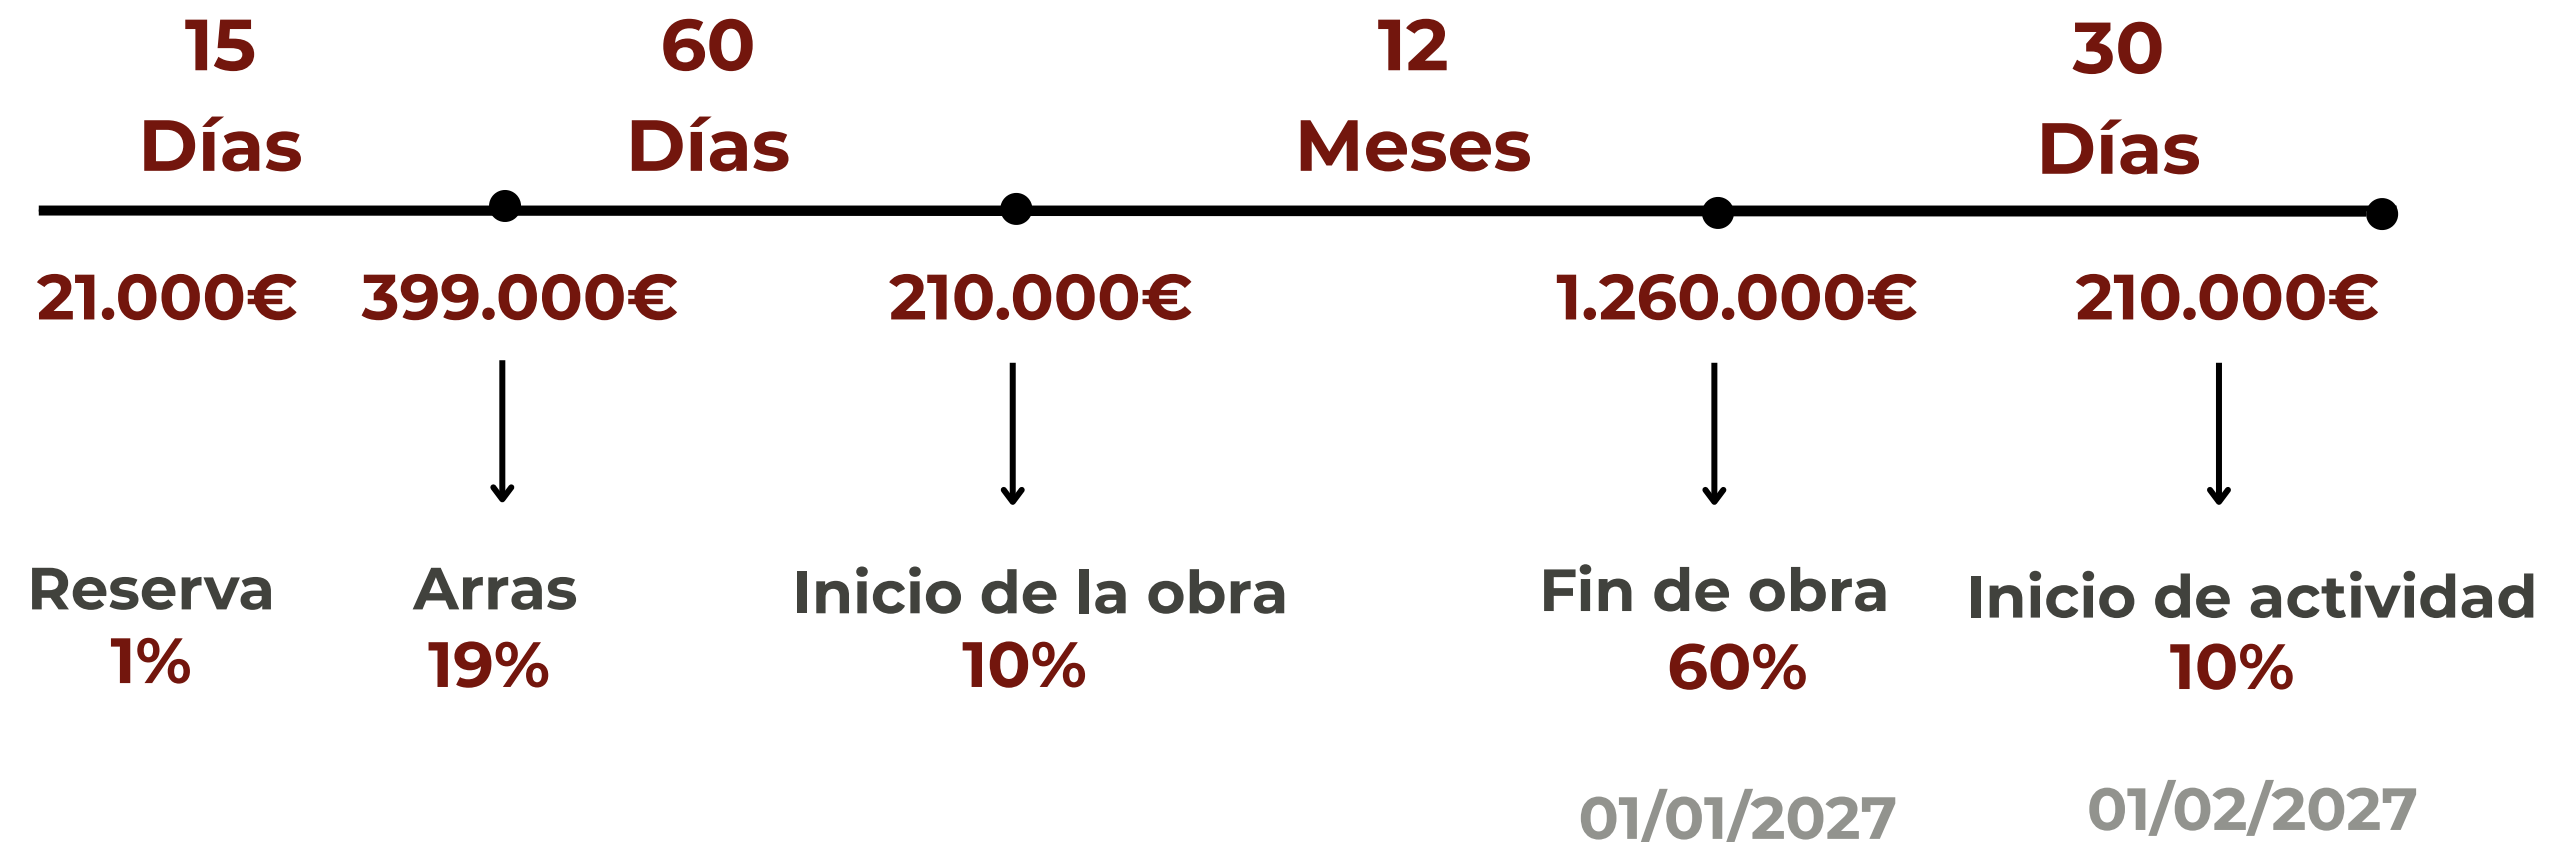 15
Días
60
Días
12
Meses
30
Días
21.000€
399.000€
210.000€
1.260.000€
210.000€
Reserva
1%
Arras
19%
Inicio de la obra
10%
Fin de obra
60%
Inicio de actividad
10%
01/01/2027
01/02/2027